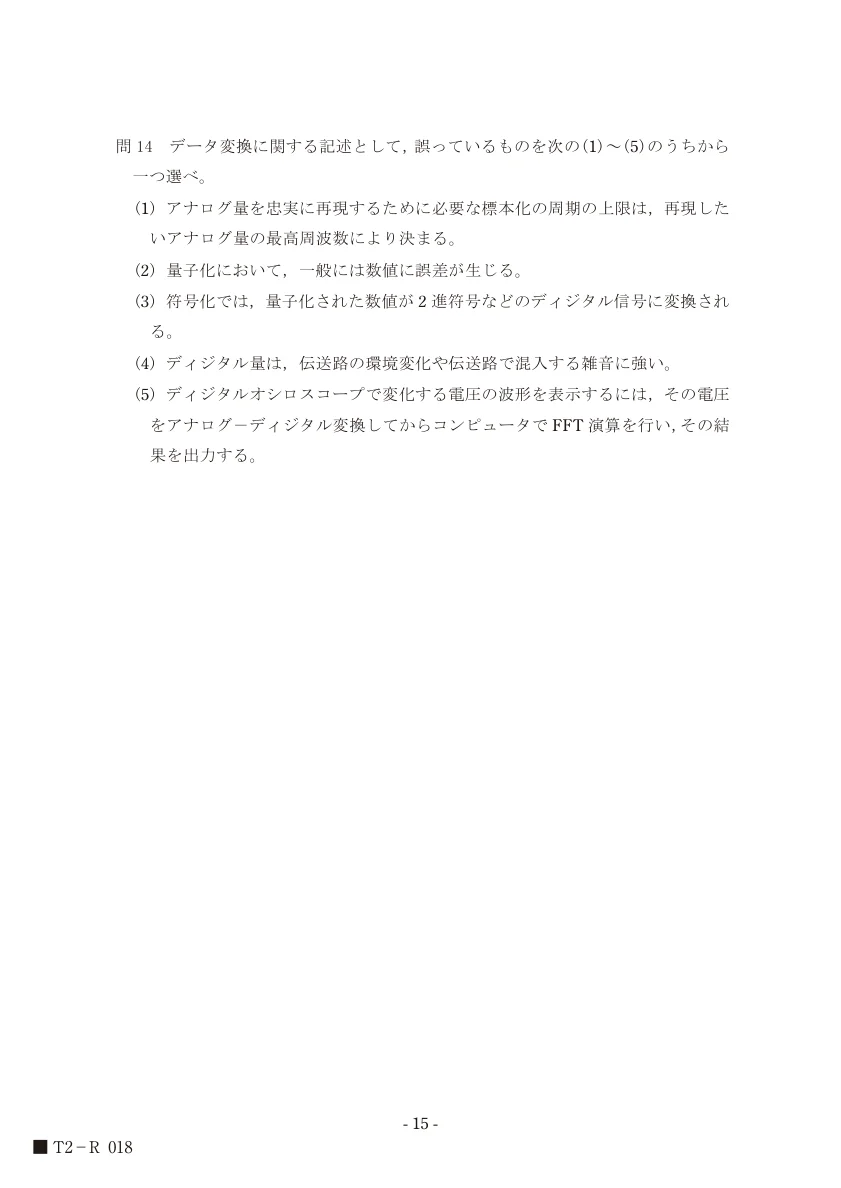 問 14　データ変換に関する記述として，誤っているものを次の(1)～(5)のうちから
一つ選べ。
(1) アナログ量を忠実に再現するために必要な標本化の周期の上限は，再現した
いアナログ量の最高周波数により決まる。
(2) 量子化において，一般には数値に誤差が生じる。
(3) 符号化では，量子化された数値が 2 進符号などのディジタル信号に変換され
る。
(4) ディジタル量は，伝送路の環境変化や伝送路で混入する雑音に強い。
(5) ディジタルオシロスコープで変化する電圧の波形を表示するには，その電圧
をアナログ－ディジタル変換してからコンピュータで FFT 演算を行い，その結
果を出力する。
- 15 -
■ T2－R 018